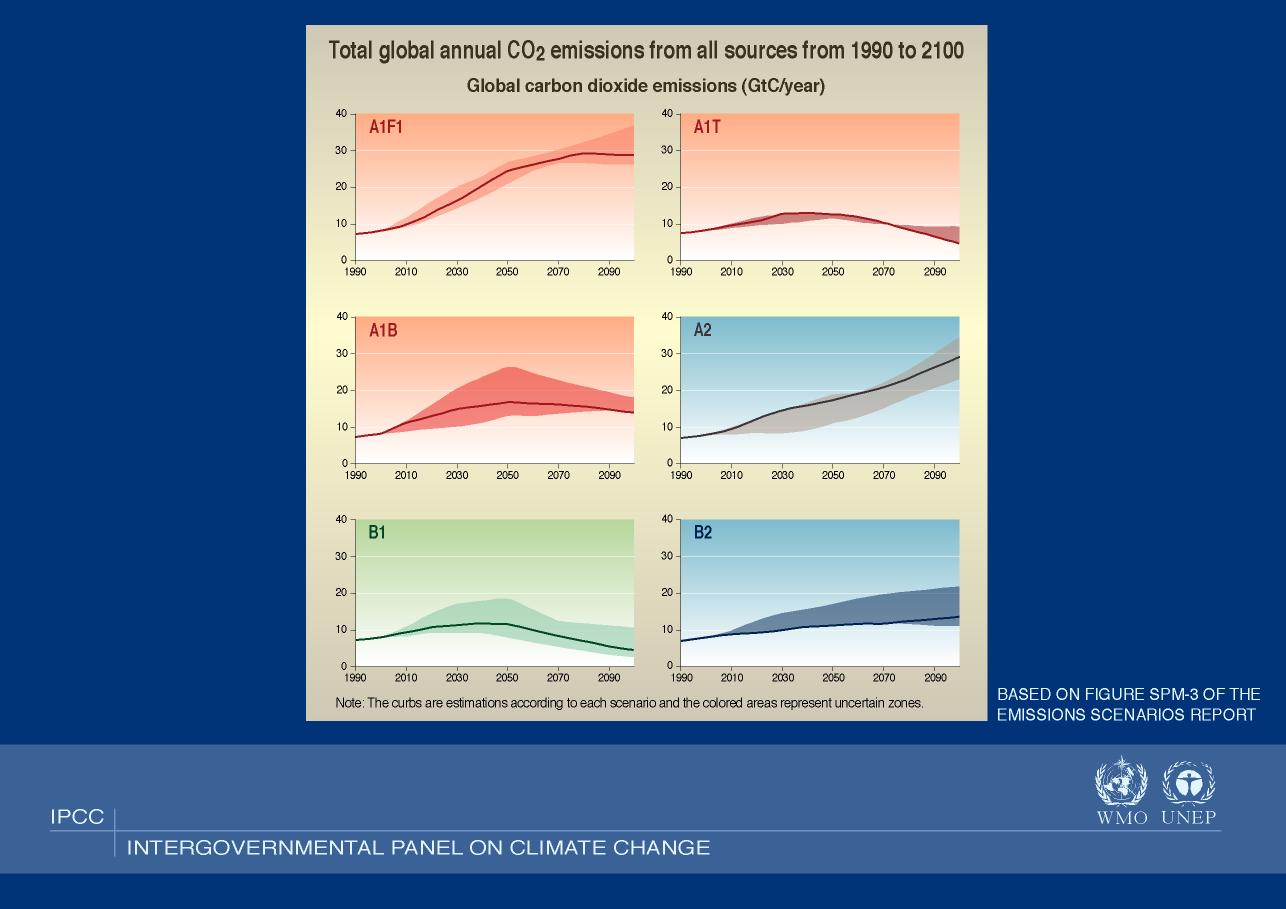 Total global annual CO2 emissions from all sources from 1990 to 2100
Global carbon dioxide emissions (GtC/year)
A1F1
40
30
20
10
0
1990 2010 2030 2050 2070 2090
A1T
40
30
20
10
0
1990 2010 2030 2050 2070 2090
A1B
40
30
20
10
0
1990 2010 2030 2050 2070 2090
A2
40
30
20
10
0
1990 2010 2030 2050 2070 2090
B1
40
30
20
10
0
1990 2010 2030 2050 2070 2090
B2
40
30
20
10
0
1990 2010 2030 2050 2070 2090
Note: The curbs are estimations according to each scenario and the colored areas represent uncertain zones.
BASED ON FIGURE SPM-3 OF THE
EMISSIONS SCENARIOS REPORT
WMO UNEP
IPCC
INTERGOVERNMENTAL PANEL ON CLIMATE CHANGE